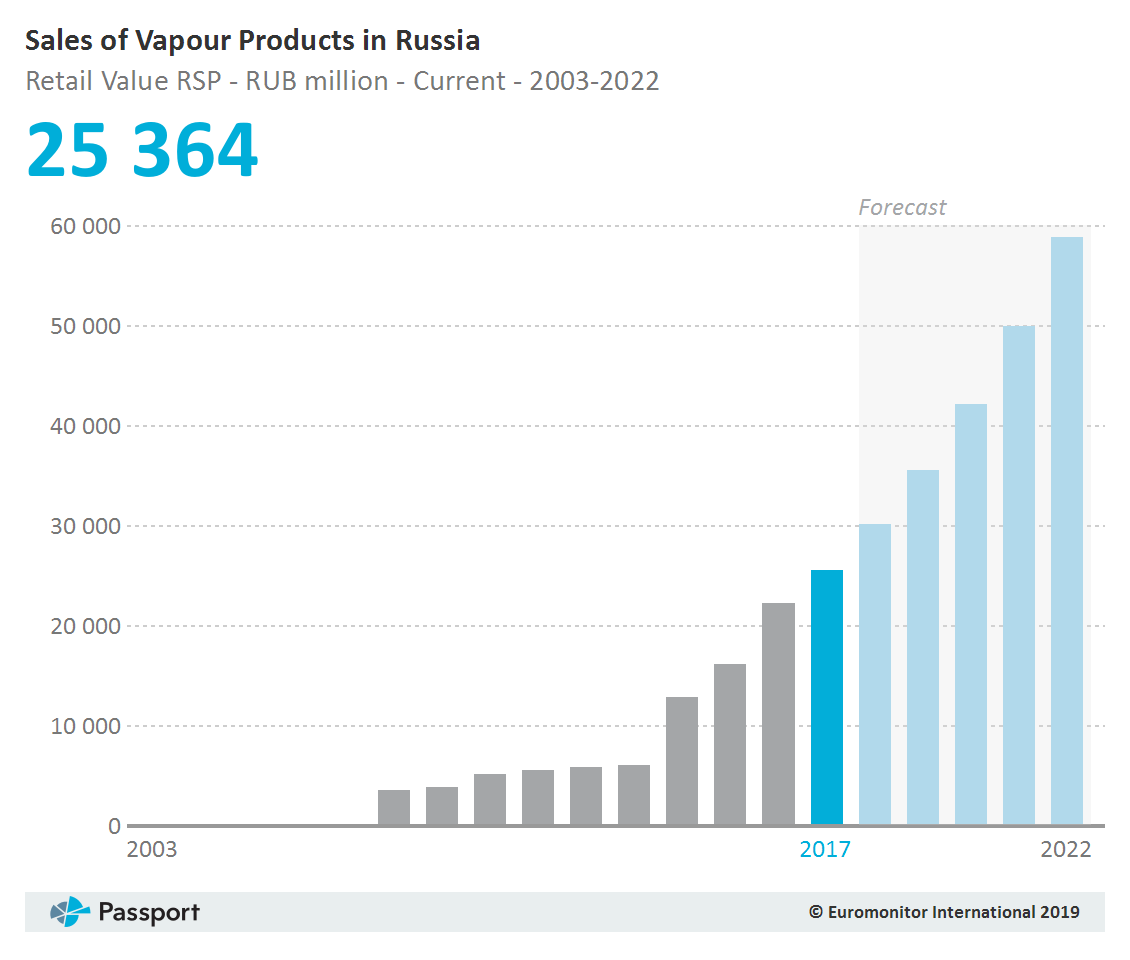 Sales of Vapour Products in Russia
Retail Value RSP - RUB million - Current - 2003-2022
25 364
Forecast
60 000
50 000
40 000
30 000
20 000
10 000
0
2003 2017 2022
Passport © Euromonitor International 2019